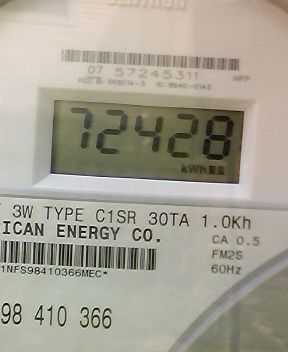 07 57245311
72428
kWh
3W TYPE C1SR 30TA 1.0Kh
ICAN ENERGY CO.
CA 0.5
FM2S
1NFS98410366MEC*
60Hz
98 410 366